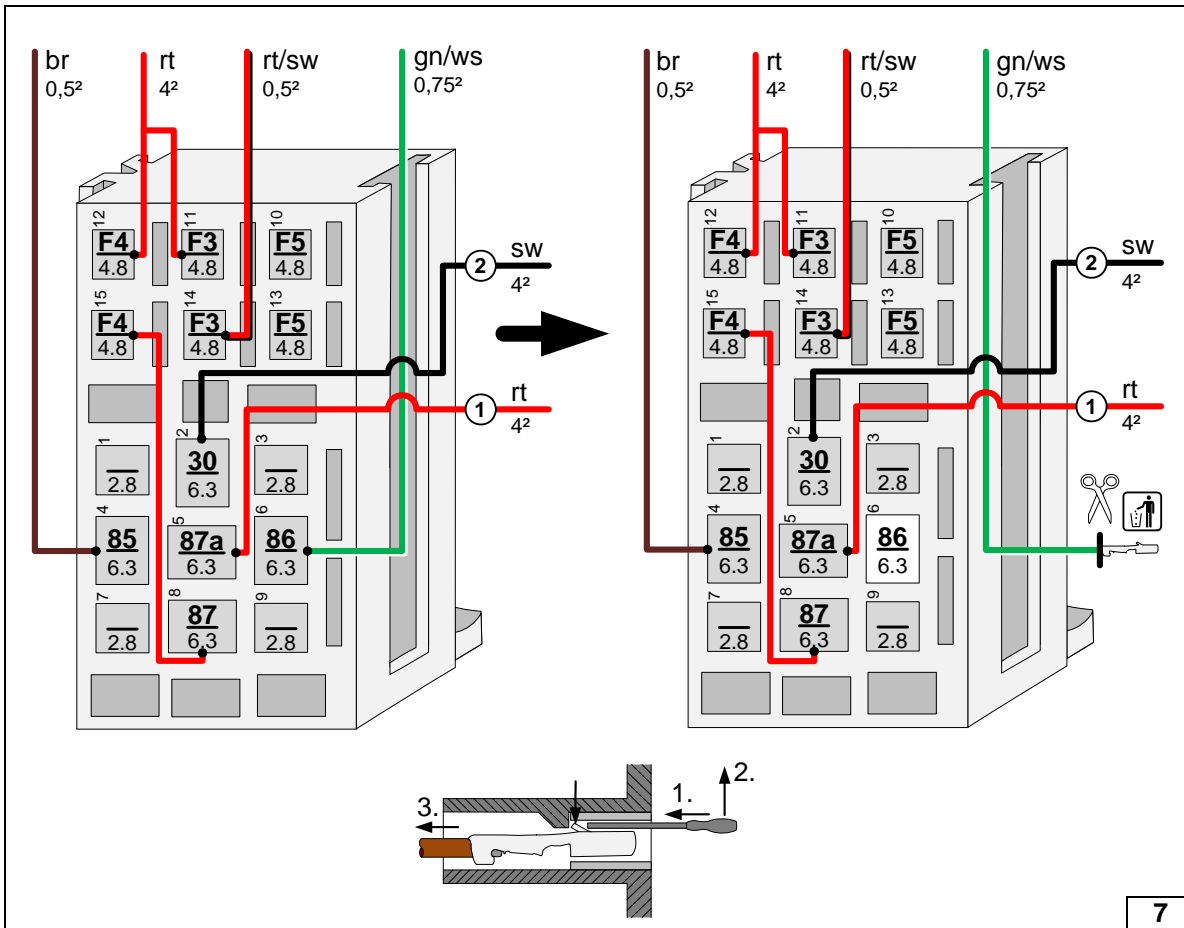 br rt rt/sw gn/ws
0,5² 4² 0,5² 0,75²
12 11 10
F4 F3 F5
4.8 4.8 4.8
2 sw
4²
15 14 13
F4 F3 F5
4.8 4.8 4.8
1 rt
4²
1 2 3
30
2.8 6.3 2.8
4 5 6
85 87a 86
6.3 6.3 6.3
7 8 9
87
2.8 6.3 2.8
br rt rt/sw gn/ws
0,5² 4² 0,5² 0,75²
12 11 10
F4 F3 F5
4.8 4.8 4.8
2 sw
4²
15 14 13
F4 F3 F5
4.8 4.8 4.8
1 rt
4²
1 2 3
30
2.8 6.3 2.8
4 5 6
85 87a 86
6.3 6.3 6.3
7 8 9
87
2.8 6.3 2.8
1. 2.
3.
7